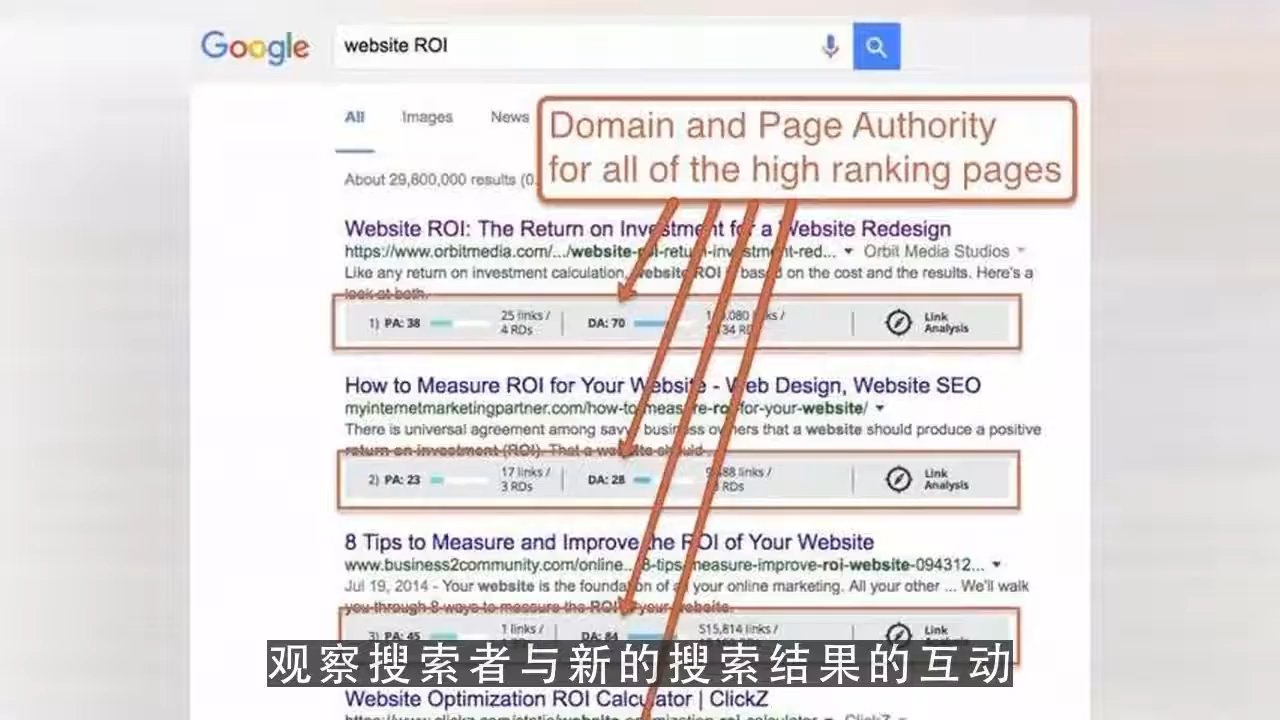 Google
website ROI
All Images News
Domain and Page Authority
for all of the high ranking pages
About 29,800,000 results (0.
Website ROI: The Return on Investment for a Website Redesign
https://www.orbitmedia.com/.../website-roi-return-investment-red... Orbit Media Studios
Like any return on investment calculation, website ROI is based on the cost and the results. Here's a
look at both.
1) PA: 38 25 links / 4 RDs DA: 70 links / Link Analysis
How to Measure ROI for Your Website - Web Design, Website SEO
myinternetmarketingpartner.com/how-to-measure-roi-for-your-website/
There is universal agreement among savvy business owners that a website should produce a positive
return on investment (ROI). That a website should ...
2) PA: 23 17 links / 3 RDs DA: 28 links / RDs Link Analysis
8 Tips to Measure and Improve the ROI of Your Website
www.business2community.com/online.../8-tips-measure-improve-roi-website-094312...
Jul 19, 2014 - Your website is the foundation of all your online marketing. All your other ... We'll walk
you through 8 ways to measure the ROI of your website.
3) PA: 45 1 links / DA: 84 515,814 links / Link
观察搜索者与新的搜索结果的互动
Website Optimization ROI Calculator | ClickZ